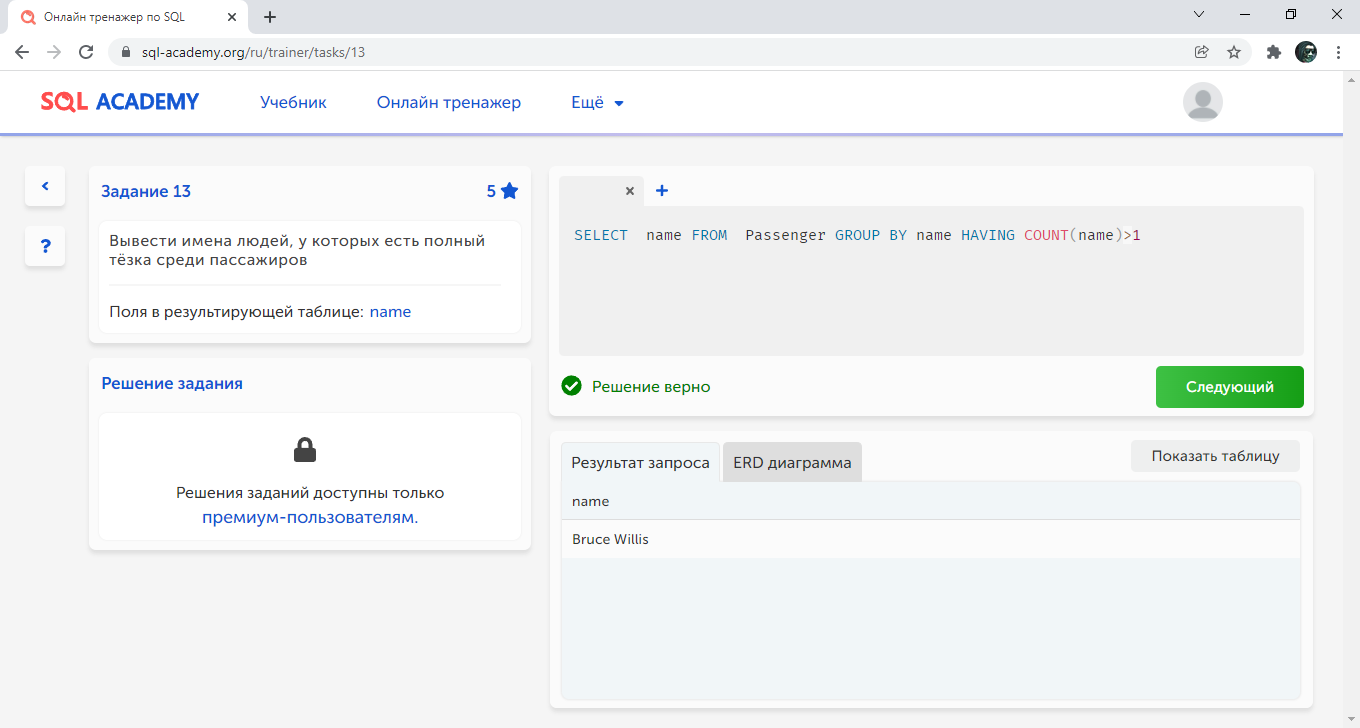 Онлайн тренажер по SQL
sql-academy.org/ru/trainer/tasks/13
SQL ACADEMY
Учебник
Онлайн тренажер
Ещё
Задание 13
5
Вывести имена людей, у которых есть полный
тёзка среди пассажиров
Поля в результирующей таблице: name
?
Решение задания
Решения заданий доступны только
премиум-пользователям.
SELECT  name FROM  Passenger GROUP BY name HAVING COUNT(name)>1
Решение верно
Следующий
Результат запроса
ERD диаграмма
Показать таблицу
name
Bruce Willis